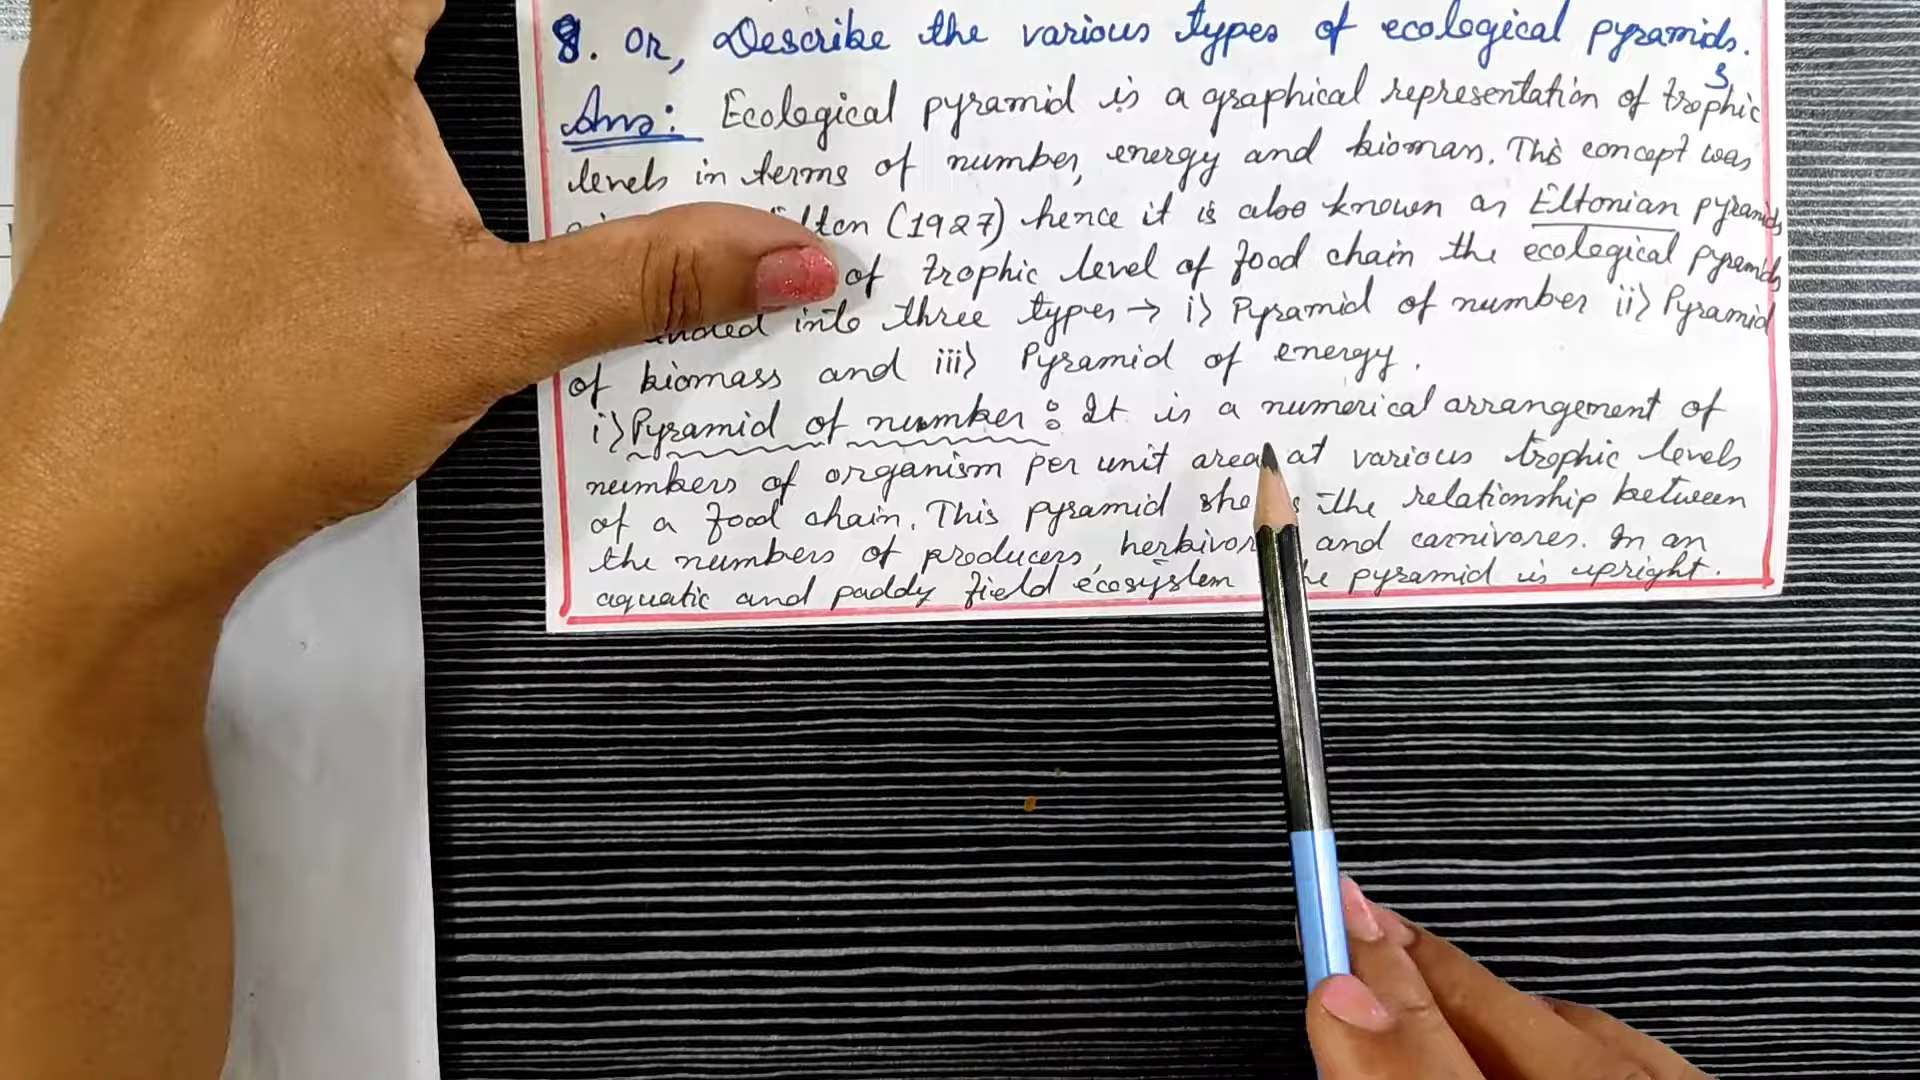 8. Or, Describe the various types of ecological pyramids.
5
Ans: Ecological pyramid is a graphical representation of trophic
levels in terms of number, energy and biomass. This concept was
(1927) hence it is also known as Eltonian pyramids
of trophic level of food chain the ecological pyramids
into three types → i) Pyramid of number ii) Pyramid
of biomass and iii) Pyramid of energy.
i) Pyramid of number : It is a numerical arrangement of
numbers of organism per unit area at various trophic levels
of a food chain. This pyramid the relationship between
the numbers of producers, and carnivores. In an
aquatic and paddy field ecosystem pyramid is upright.